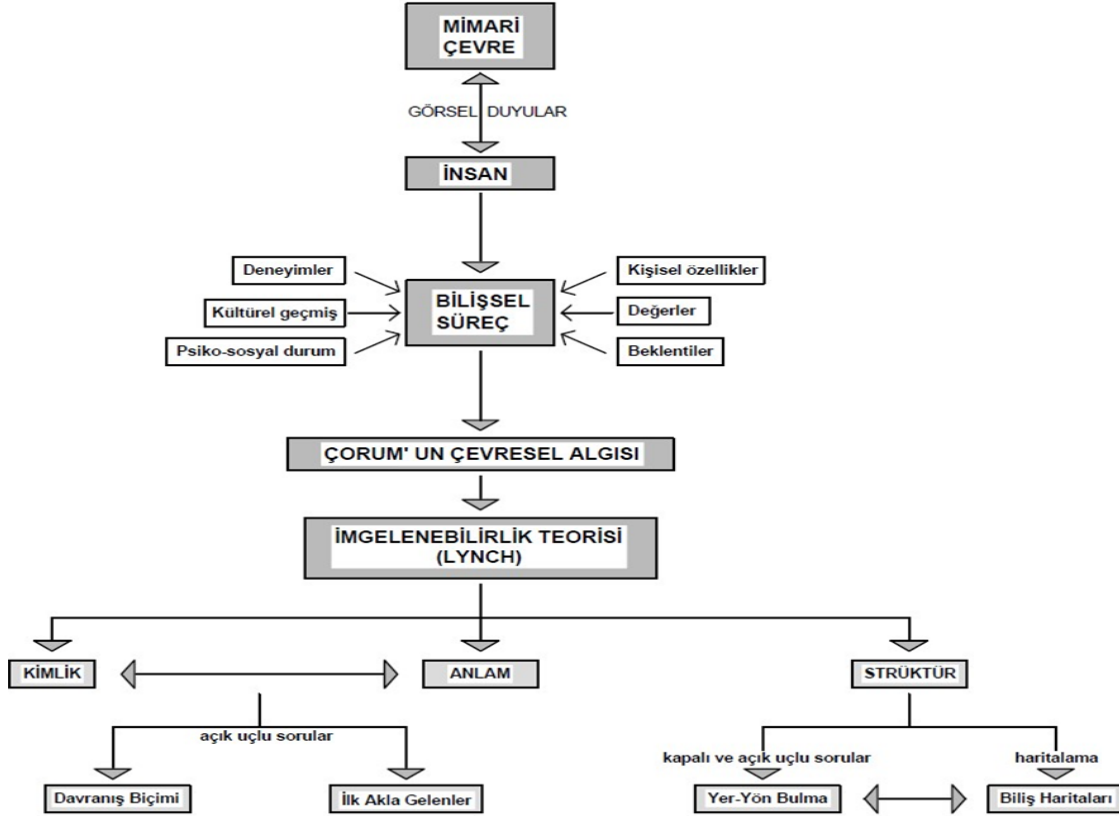 MİMARİ
ÇEVRE
GÖRSEL DUYULAR
İNSAN
Deneyimler
Kültürel geçmiş
Psiko-sosyal durum
BİLİŞSEL
SÜREÇ
Kişisel özellikler
Değerler
Beklentiler
ÇORUM' UN ÇEVRESEL ALGISI
İMGELENEBİLİRLİK TEORİSİ
(LYNCH)
KİMLİK
ANLAM
STRÜKTÜR
açık uçlu sorular
kapalı ve açık uçlu sorular
haritalama
Davranış Biçimi
İlk Akla Gelenler
Yer-Yön Bulma
Biliş Haritaları